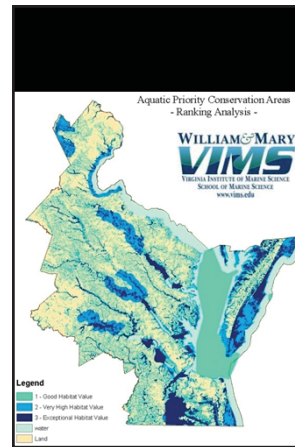 Aquatic Priority Conservation Areas
- Ranking Analysis -
WILLIAM & MARY
VIMS
VIRGINIA INSTITUTE OF MARINE SCIENCE
SCHOOL OF MARINE SCIENCE
www.vims.edu
Legend
1 - Good Habitat Value
2 - Very High Habitat Value
3 - Exceptional Habitat Value
water
Land